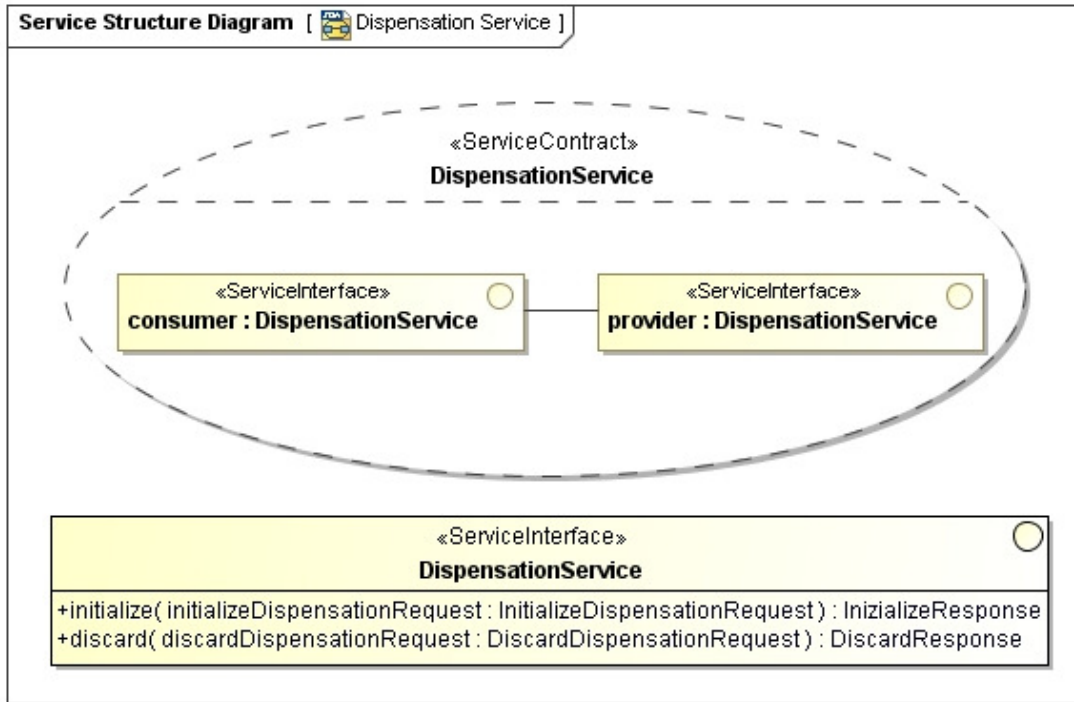 Service Structure Diagram [ Dispensation Service ]
«ServiceContract»
DispensationService
«ServiceInterface»
consumer : DispensationService
«ServiceInterface»
provider : DispensationService
«ServiceInterface»
DispensationService
+initialize( initializeDispensationRequest : InitializeDispensationRequest ) : InizializeResponse
+discard( discardDispensationRequest : DiscardDispensationRequest ) : DiscardResponse